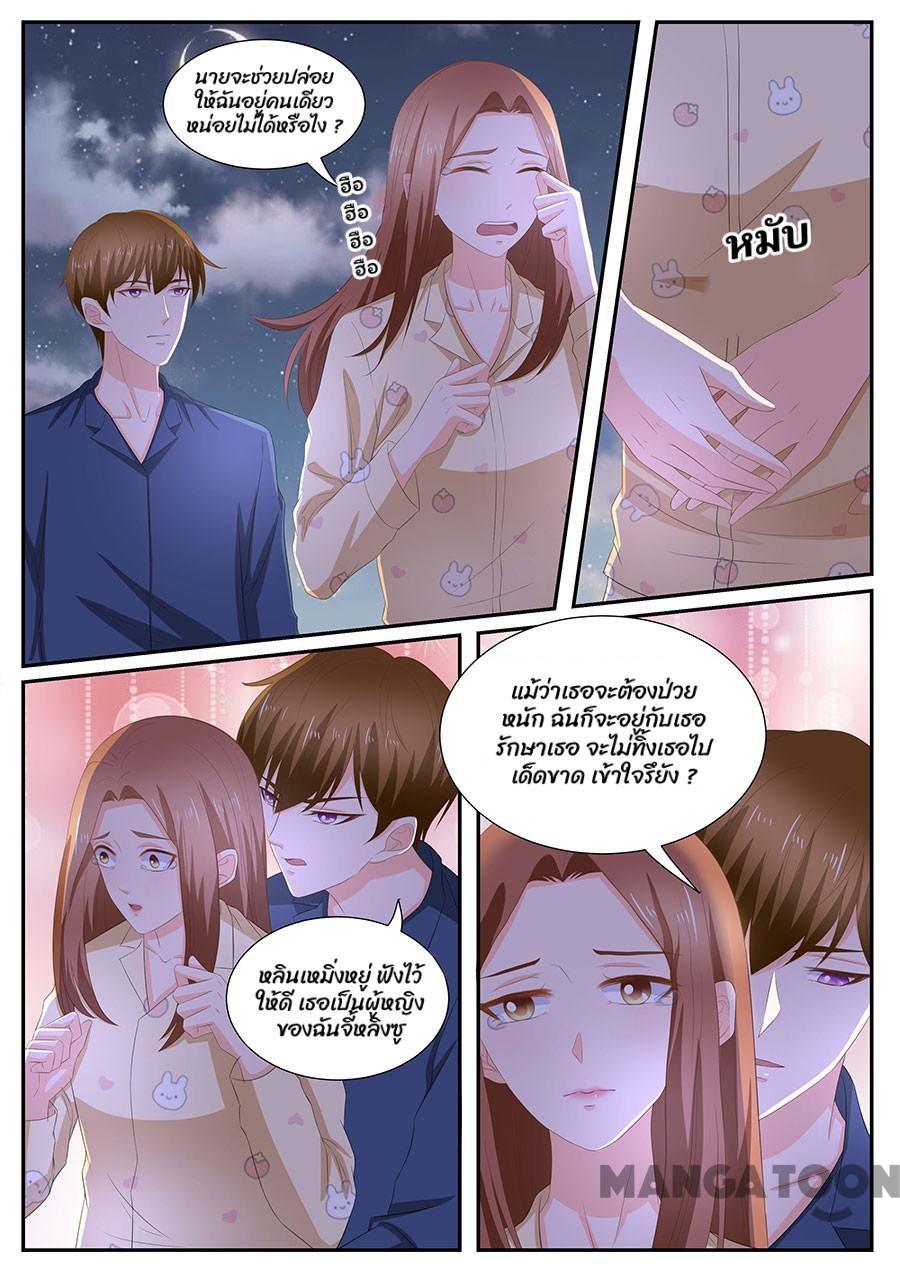 นายจะช่วยปล่อย
ให้ฉันอยู่คนเดียว
หน่อยไม่ได้หรือไง ?
ฮือ
ฮือ
ฮือ
ฮือ
หมับ
หลินเหมิ่งหยู่ ฟังไว้
ให้ดี เธอเป็นผู้หญิง
ของฉันจี้หลิงซู
แม้ว่าเธอจะต้องป่วย
หนัก ฉันก็จะอยู่กับเธอ
รักษาเธอ จะไม่ทิ้งเธอไป
เด็ดขาด เข้าใจรึยัง ?
MANGATOON